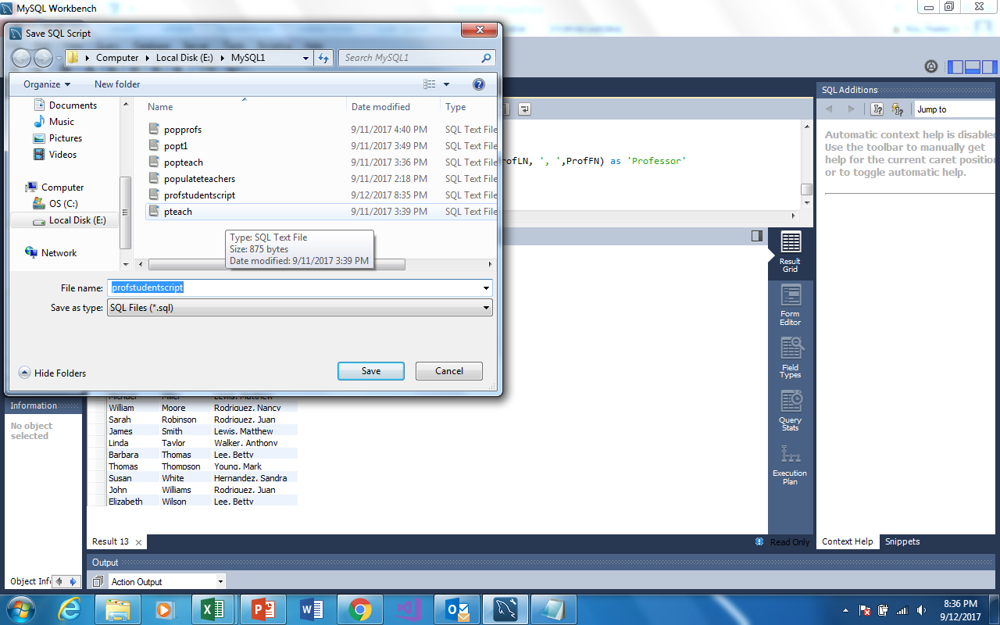 MySQL Workbench
Save SQL Script
Computer Local Disk (E:) MySQL1 Search MySQL1
Organize New folder
Documents
Music
Pictures
Videos
Computer
OS (C:)
Local Disk (E:)
Network
Name Date modified Type
popprofs 9/11/2017 4:40 PM SQL Text File
popt1 9/11/2017 3:49 PM SQL Text File
popteach 9/11/2017 3:36 PM SQL Text File
populateteachers 9/11/2017 2:18 PM SQL Text File
profstudentscript 9/12/2017 8:35 PM SQL Text File
pteach 9/11/2017 3:39 PM SQL Text File
Type: SQL Text File
Size: 875 bytes
Date modified: 9/11/2017 3:39 PM
File name: profstudentscript
Save as type: SQL Files (*.sql)
Hide Folders Save Cancel
ofLN, ', ',ProfFN) as 'Professor'
SQL Additions
Jump to
Automatic context help is disabled
Use the toolbar to manually get
help for the current caret position
or to toggle automatic help.
Result
Grid
Form
Editor
Field
Types
Query
Stats
Execution
Plan
Information
No object
selected
Michael Miller Lewis, Matthew
William Moore Rodriguez, Nancy
Sarah Robinson Rodriguez, Juan
James Smith Lewis, Matthew
Linda Taylor Walker, Anthony
Barbara Thomas Lee, Betty
Thomas Thompson Young, Mark
Susan White Hernandez, Sandra
John Williams Rodriguez, Juan
Elizabeth Wilson Lee, Betty
Result 13
Read Only
Context Help Snippets
Output
Object Inf
Action Output
8:36 PM
9/12/2017